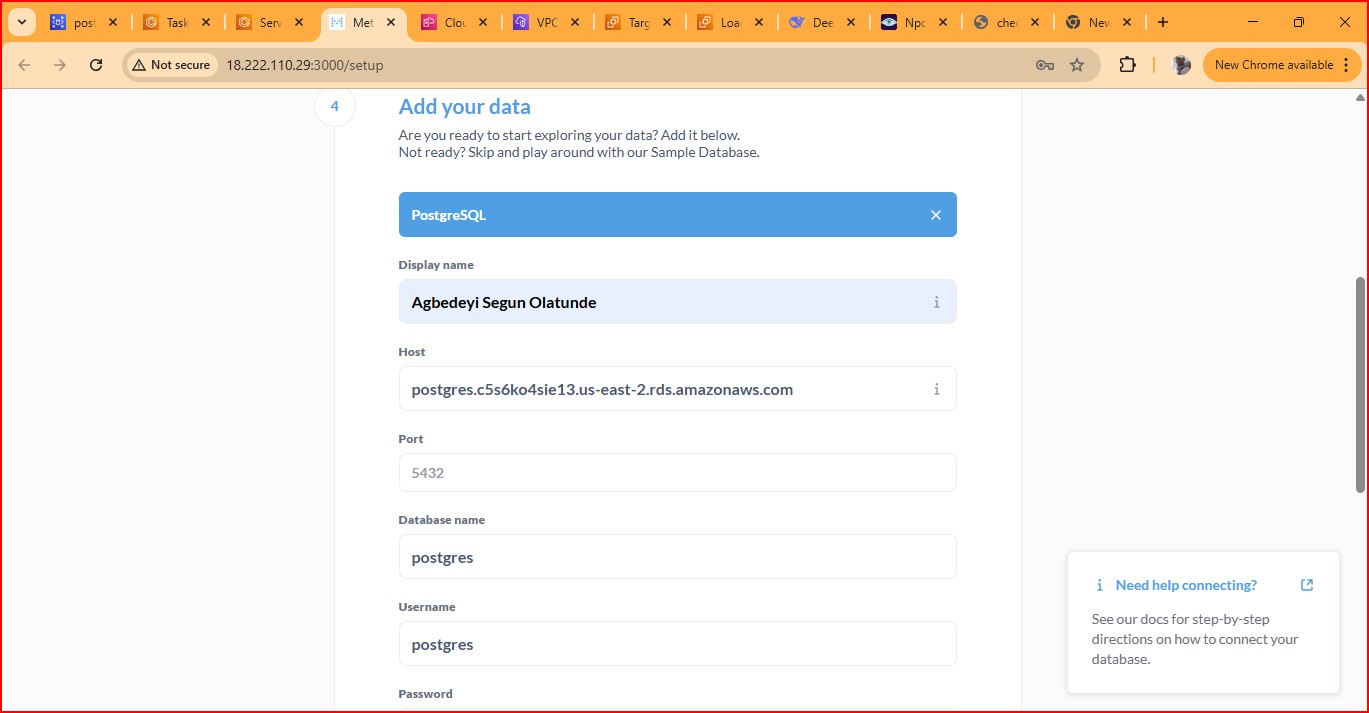 post
Task
Serv
Met
Clou
VPC
Targ
Load
Dee
Npc
chec
New
Not secure
18.222.110.29:3000/setup
New Chrome available
4
Add your data
Are you ready to start exploring your data? Add it below.
Not ready? Skip and play around with our Sample Database.
PostgreSQL
Display name
Agbedeyi Segun Olatunde
Host
postgres.c5s6ko4sie13.us-east-2.rds.amazonaws.com
Port
5432
Database name
postgres
Username
postgres
Password
Need help connecting?
See our docs for step-by-step
directions on how to connect your
database.